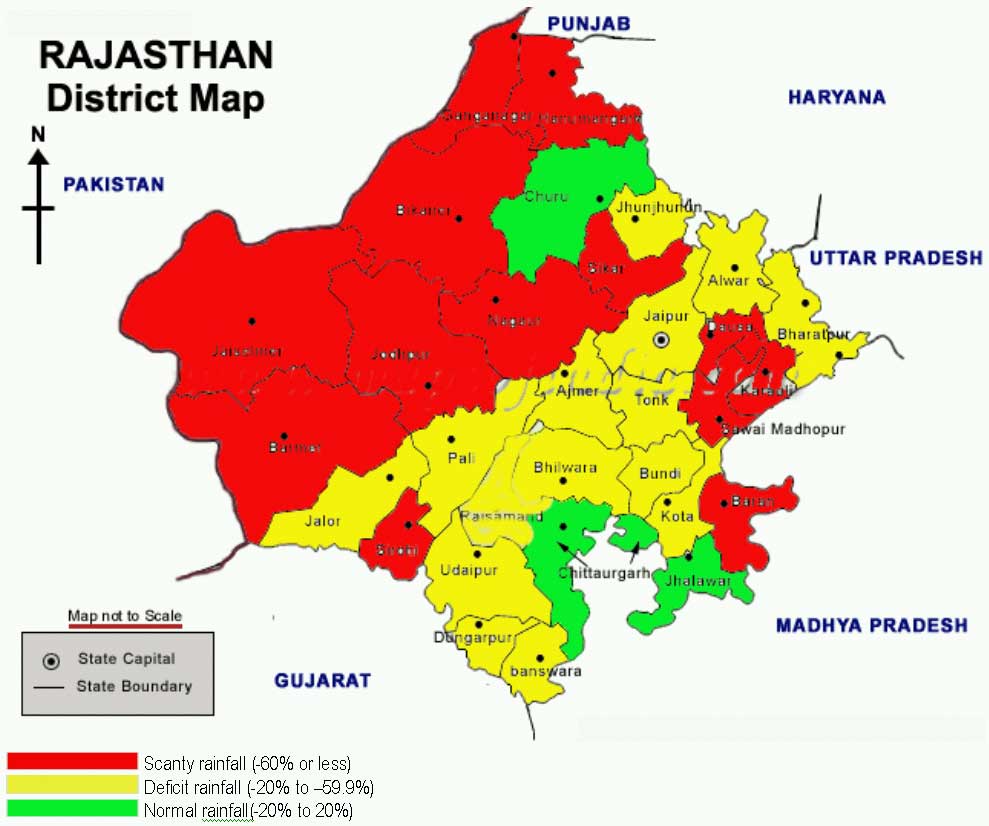 PUNJAB
RAJASTHAN
District Map
HARYANA
N
Ganganagar
Hanumangarh
PAKISTAN
Churu
Jhunjhunun
Bikaner
UTTAR PRADESH
Sikar
Alwar
Jaipur
Nagaur
Dausa
Bharatpur
Jaisalmer
Jodhpur
Ajmer
Karauli
Tonk
Sawai Madhopur
Barmer
Pali
Bhilwara
Bundi
Baran
Jalor
Rajsamand
Kota
Sirohi
Udaipur
Chittaurgarh
Jhalawar
Map not to Scale
MADHYA PRADESH
Dungarpur
State Capital
banswara
GUJARAT
State Boundary
Scanty rainfall (-60% or less)
Deficit rainfall (-20% to –59.9%)
Normal rainfall(-20% to 20%)